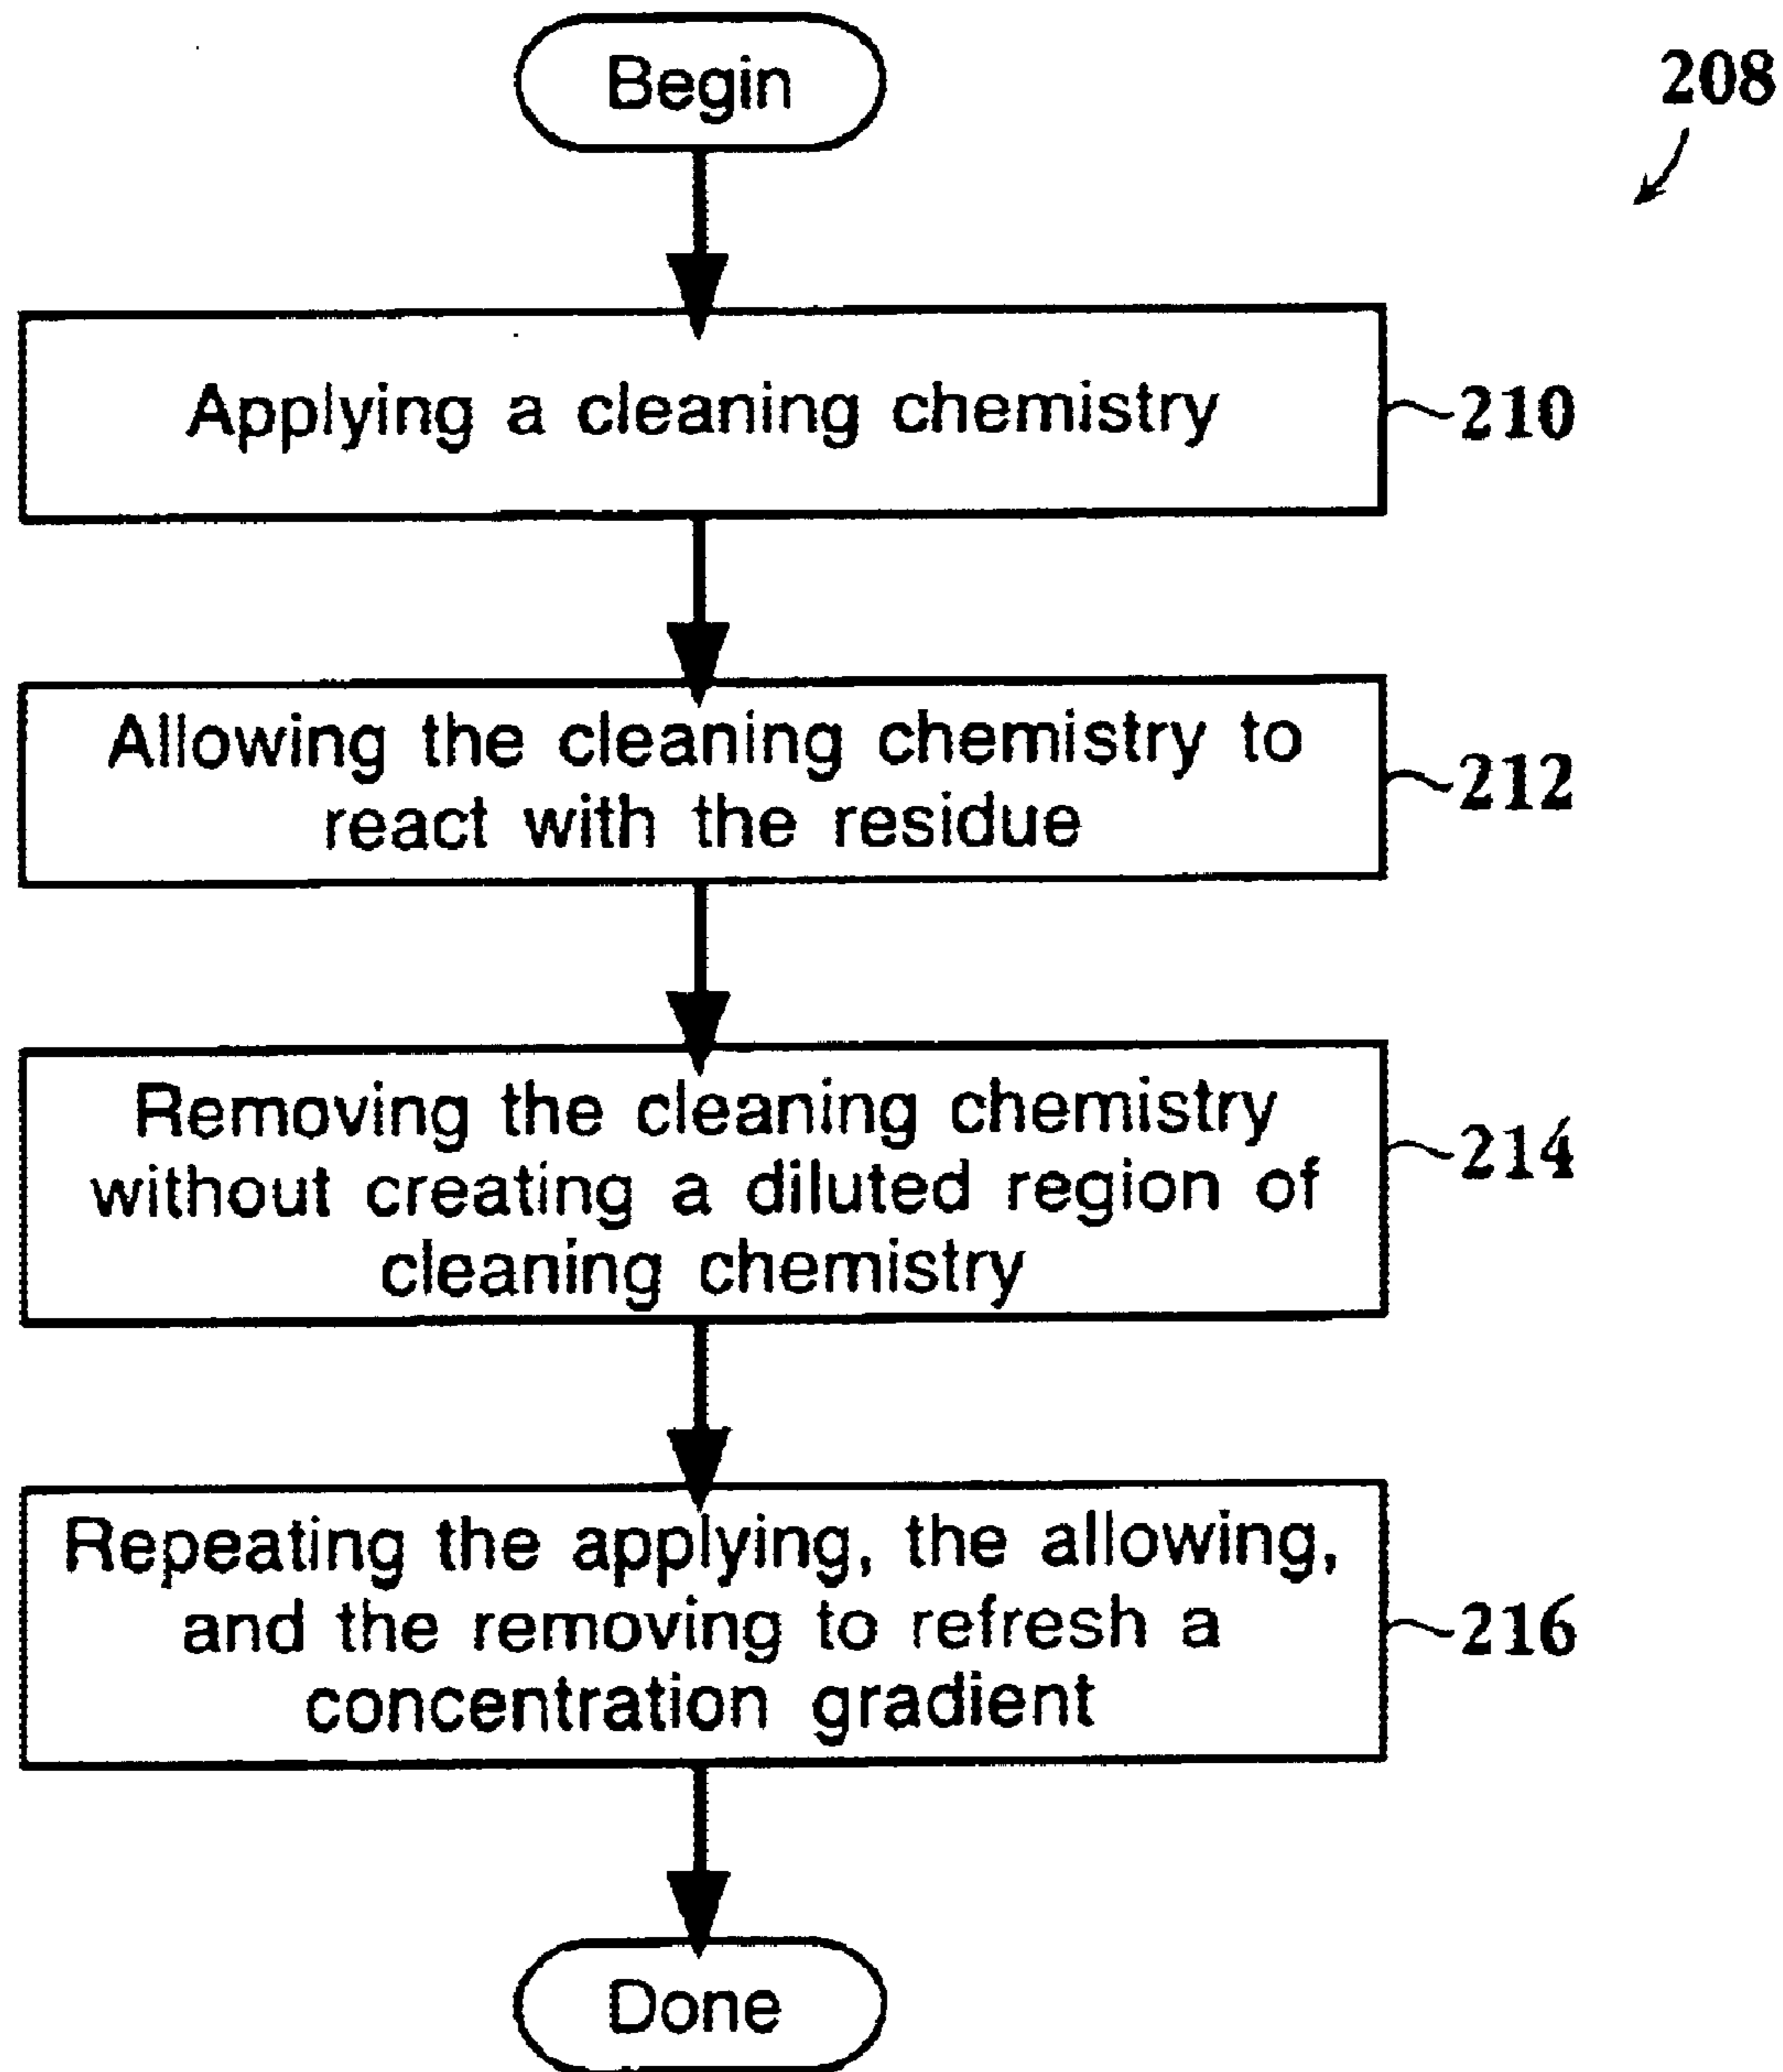 Begin
208
Applying a cleaning chemistry
210
Allowing the cleaning chemistry to
react with the residue
212
Removing the cleaning chemistry
without creating a diluted region of
cleaning chemistry
214
Repeating the applying, the allowing,
and the removing to refresh a
concentration gradient
216
Done